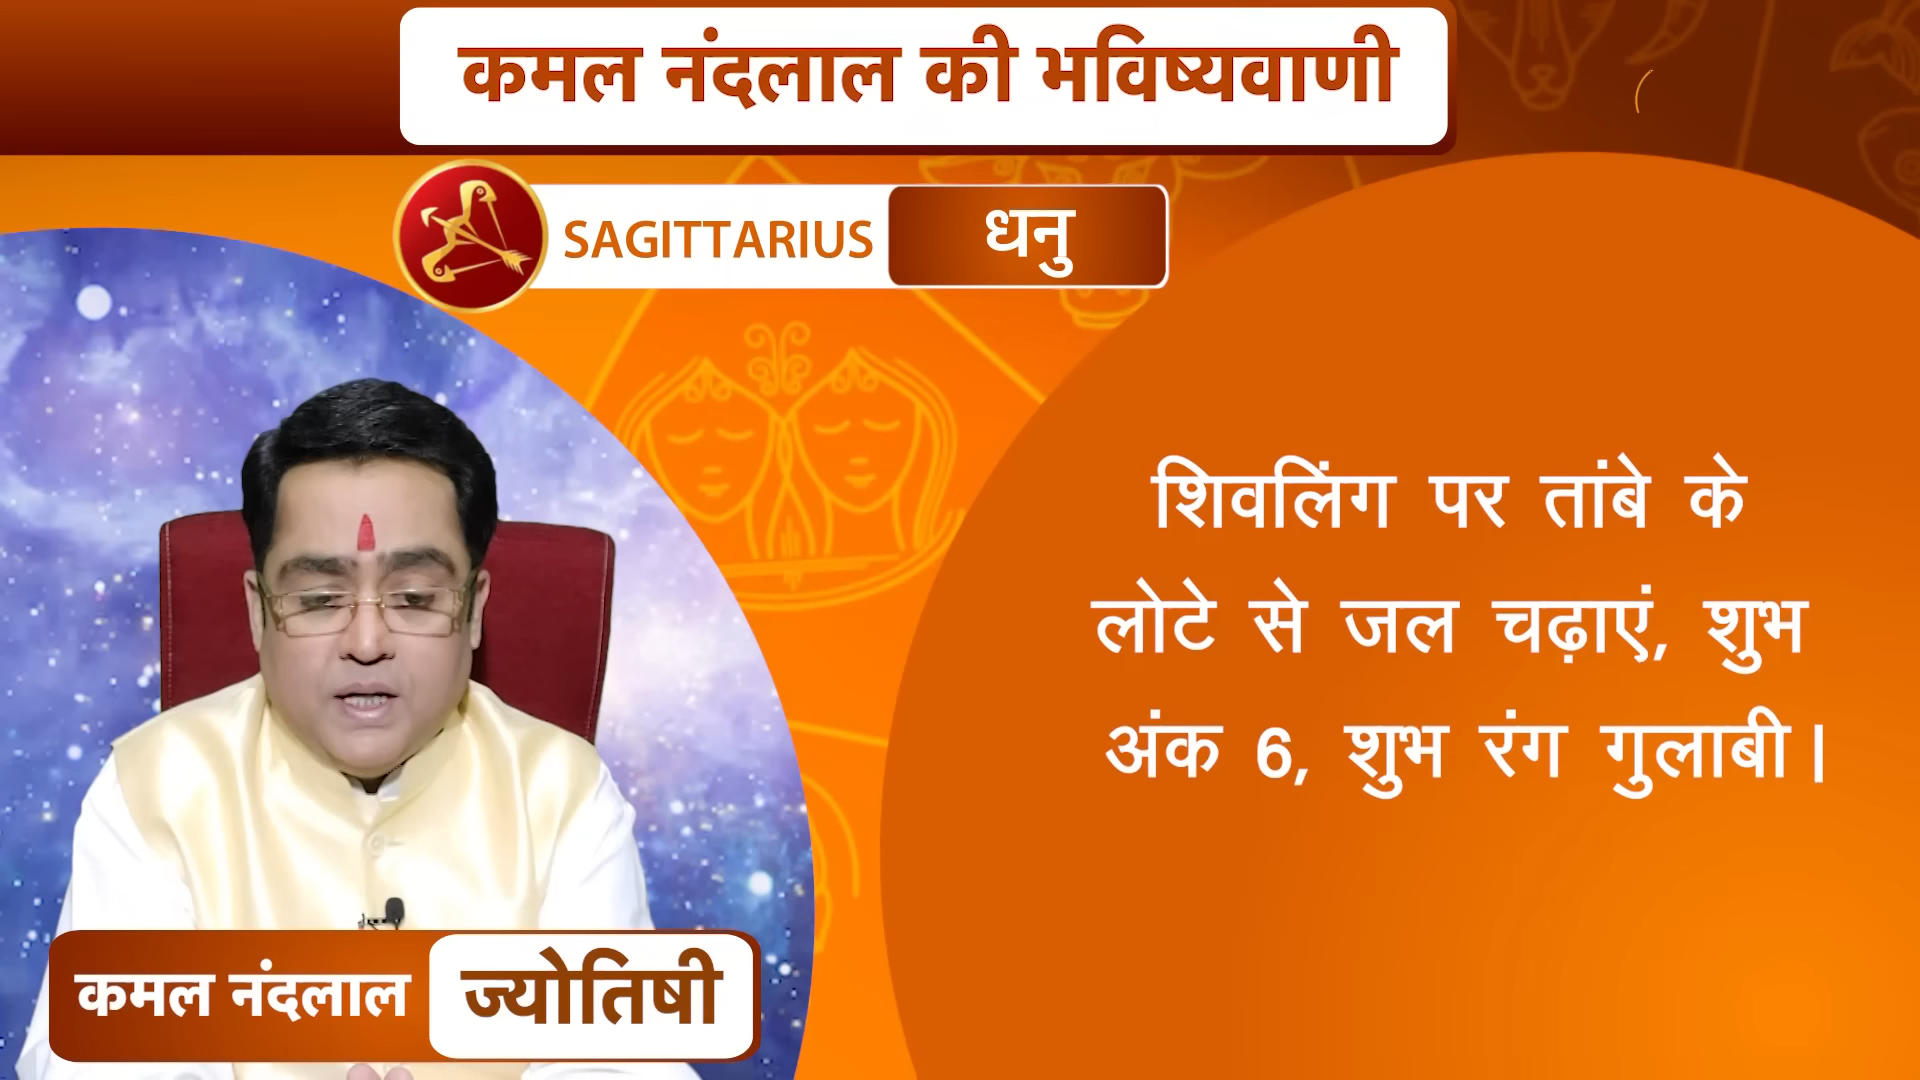 कमल नंदलाल की भविष्यवाणी
SAGITTARIUS धनु
शिवलिंग पर तांबे के
लोटे से जल चढ़ाएं, शुभ
अंक 6, शुभ रंग गुलाबी।
कमल नंदलाल ज्योतिषी